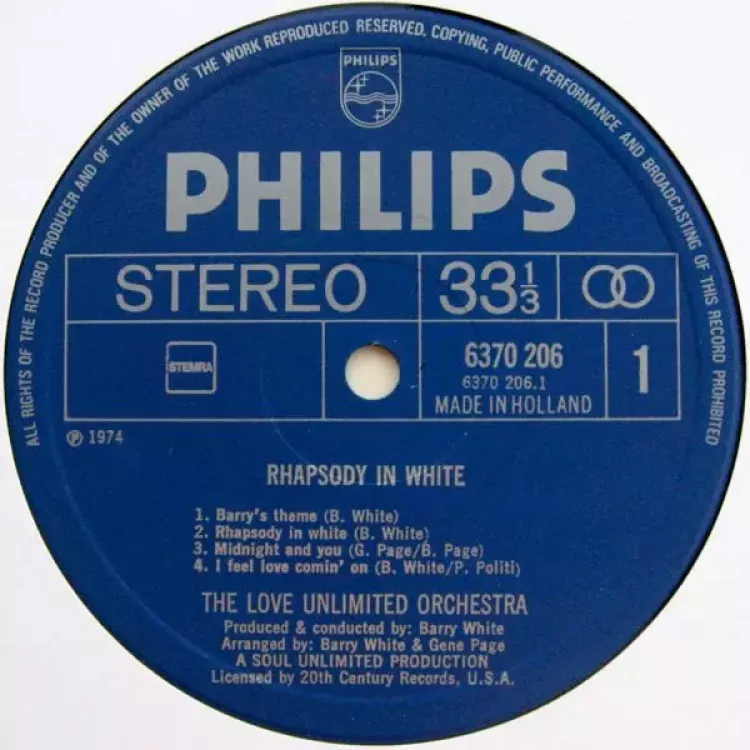 ALL RIGHTS OF THE RECORD PRODUCER AND OF THE OWNER OF THE WORK REPRODUCED RESERVED. COPYING, PUBLIC PERFORMANCE AND BROADCASTING OF THIS RECORD PROHIBITED
PHILIPS
PHILIPS
STEREO
33 1/3
STEMRA
6370 206
6370 206.1
MADE IN HOLLAND
1
℗ 1974
RHAPSODY IN WHITE
1. Barry's theme (B. White)
2. Rhapsody in white (B. White)
3. Midnight and you (G. Page/B. Page)
4. I feel love comin' on (B. White/P. Politi)
THE LOVE UNLIMITED ORCHESTRA
Produced & conducted by: Barry White
Arranged by: Barry White & Gene Page
A SOUL UNLIMITED PRODUCTION
Licensed by 20th Century Records, U.S.A.